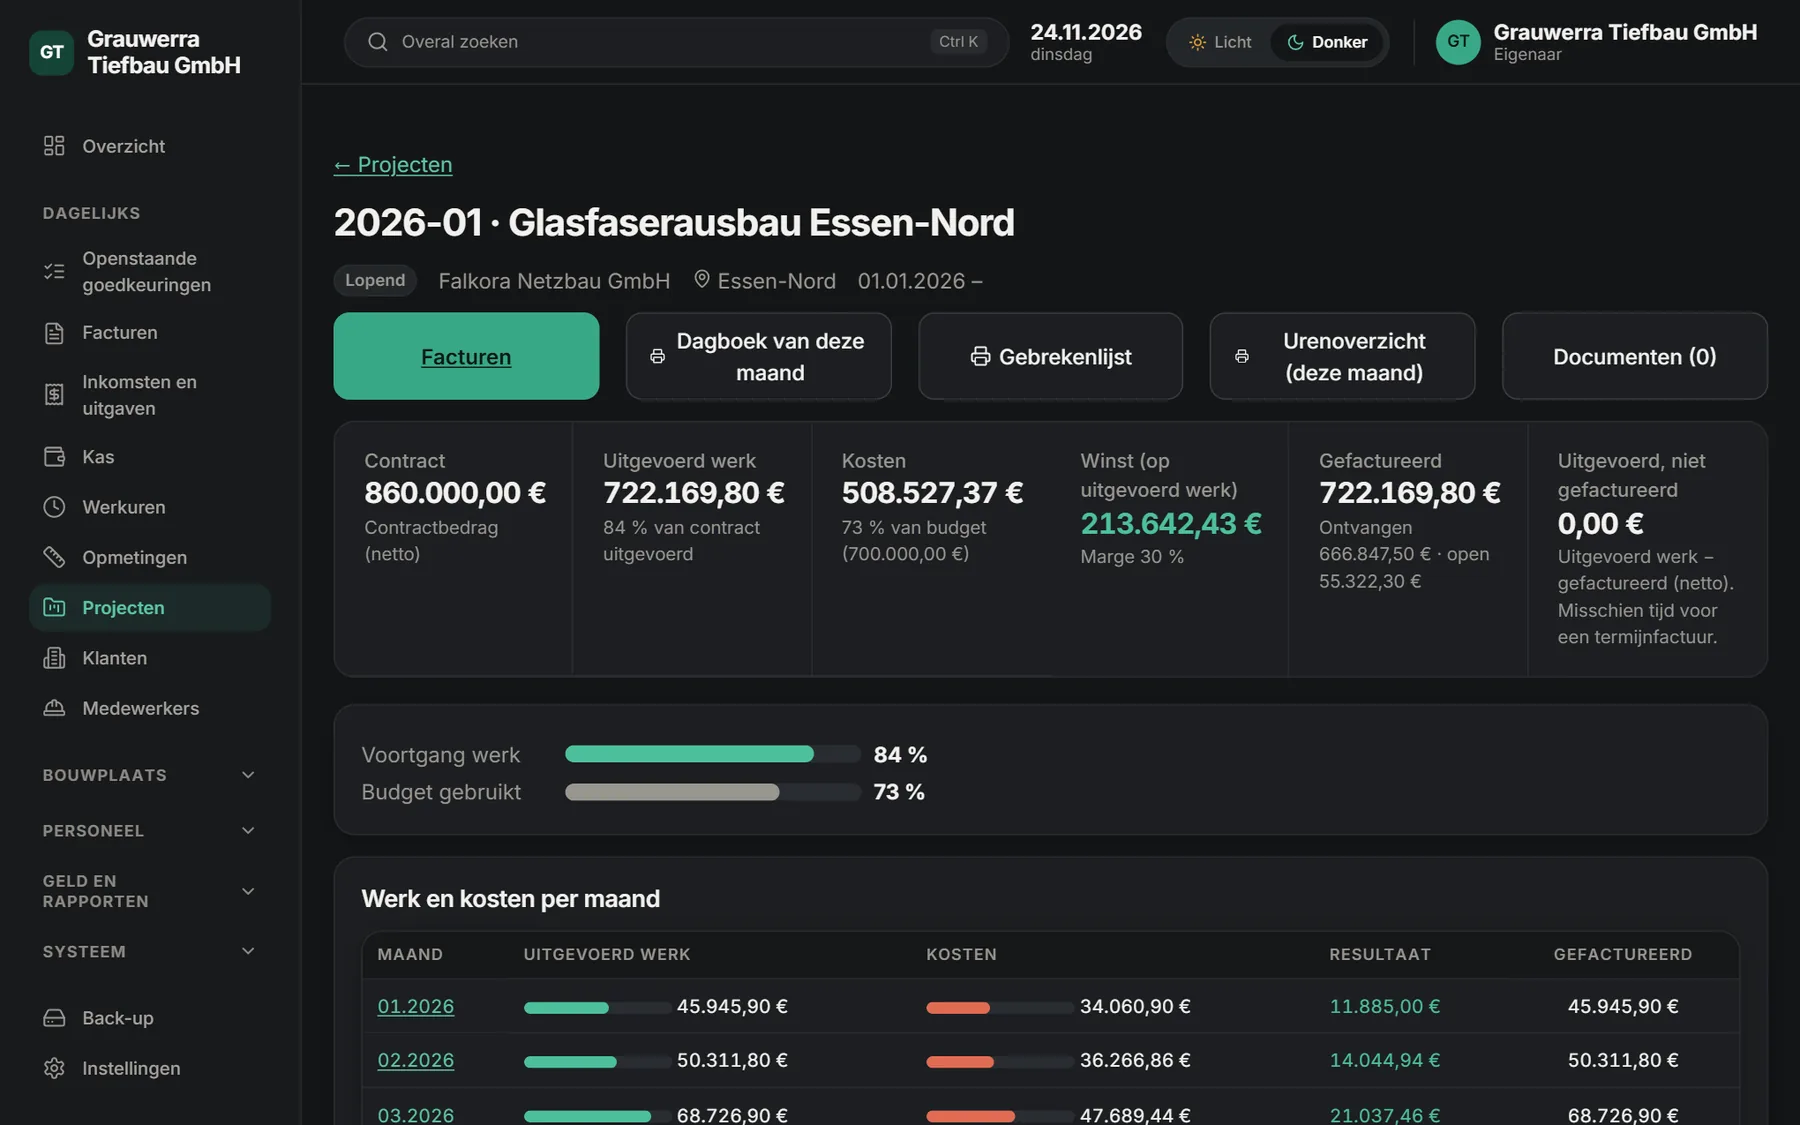 GT
Grauwerra
Tiefbau GmbH
Overal zoeken
Ctrl K
24.11.2026
dinsdag
Licht
Donker
GT
Grauwerra Tiefbau GmbH
Eigenaar
Overzicht
DAGELIJKS
Openstaande
goedkeuringen
Facturen
Inkomsten en
uitgaven
Kas
Werkuren
Opmetingen
Projecten
Klanten
Medewerkers
BOUWPLAATS
PERSONEEL
GELD EN
RAPPORTEN
SYSTEEM
Back-up
Instellingen
← Projecten
2026-01 · Glasfaserausbau Essen-Nord
Lopend
Falkora Netzbau GmbH
Essen-Nord
01.01.2026 –
Facturen
Dagboek van deze
maand
Gebrekenlijst
Urenoverzicht
(deze maand)
Documenten (0)
Contract
860.000,00 €
Contractbedrag
(netto)
Uitgevoerd werk
722.169,80 €
84 % van contract
uitgevoerd
Kosten
508.527,37 €
73 % van budget
(700.000,00 €)
Winst (op
uitgevoerd werk)
213.642,43 €
Marge 30 %
Gefactureerd
722.169,80 €
Ontvangen
666.847,50 € · open
55.322,30 €
Uitgevoerd, niet
gefactureerd
0,00 €
Uitgevoerd werk –
gefactureerd (netto).
Misschien tijd voor
een termijnfactuur.
Voortgang werk 84 %
Budget gebruikt 73 %
Werk en kosten per maand
MAAND UITGEVOERD WERK KOSTEN RESULTAAT GEFACTUREERD
01.2026 45.945,90 € 34.060,90 € 11.885,00 € 45.945,90 €
02.2026 50.311,80 € 36.266,86 € 14.044,94 € 50.311,80 €
03.2026 68.726,90 € 47.689,44 € 21.037,46 € 68.726,90 €